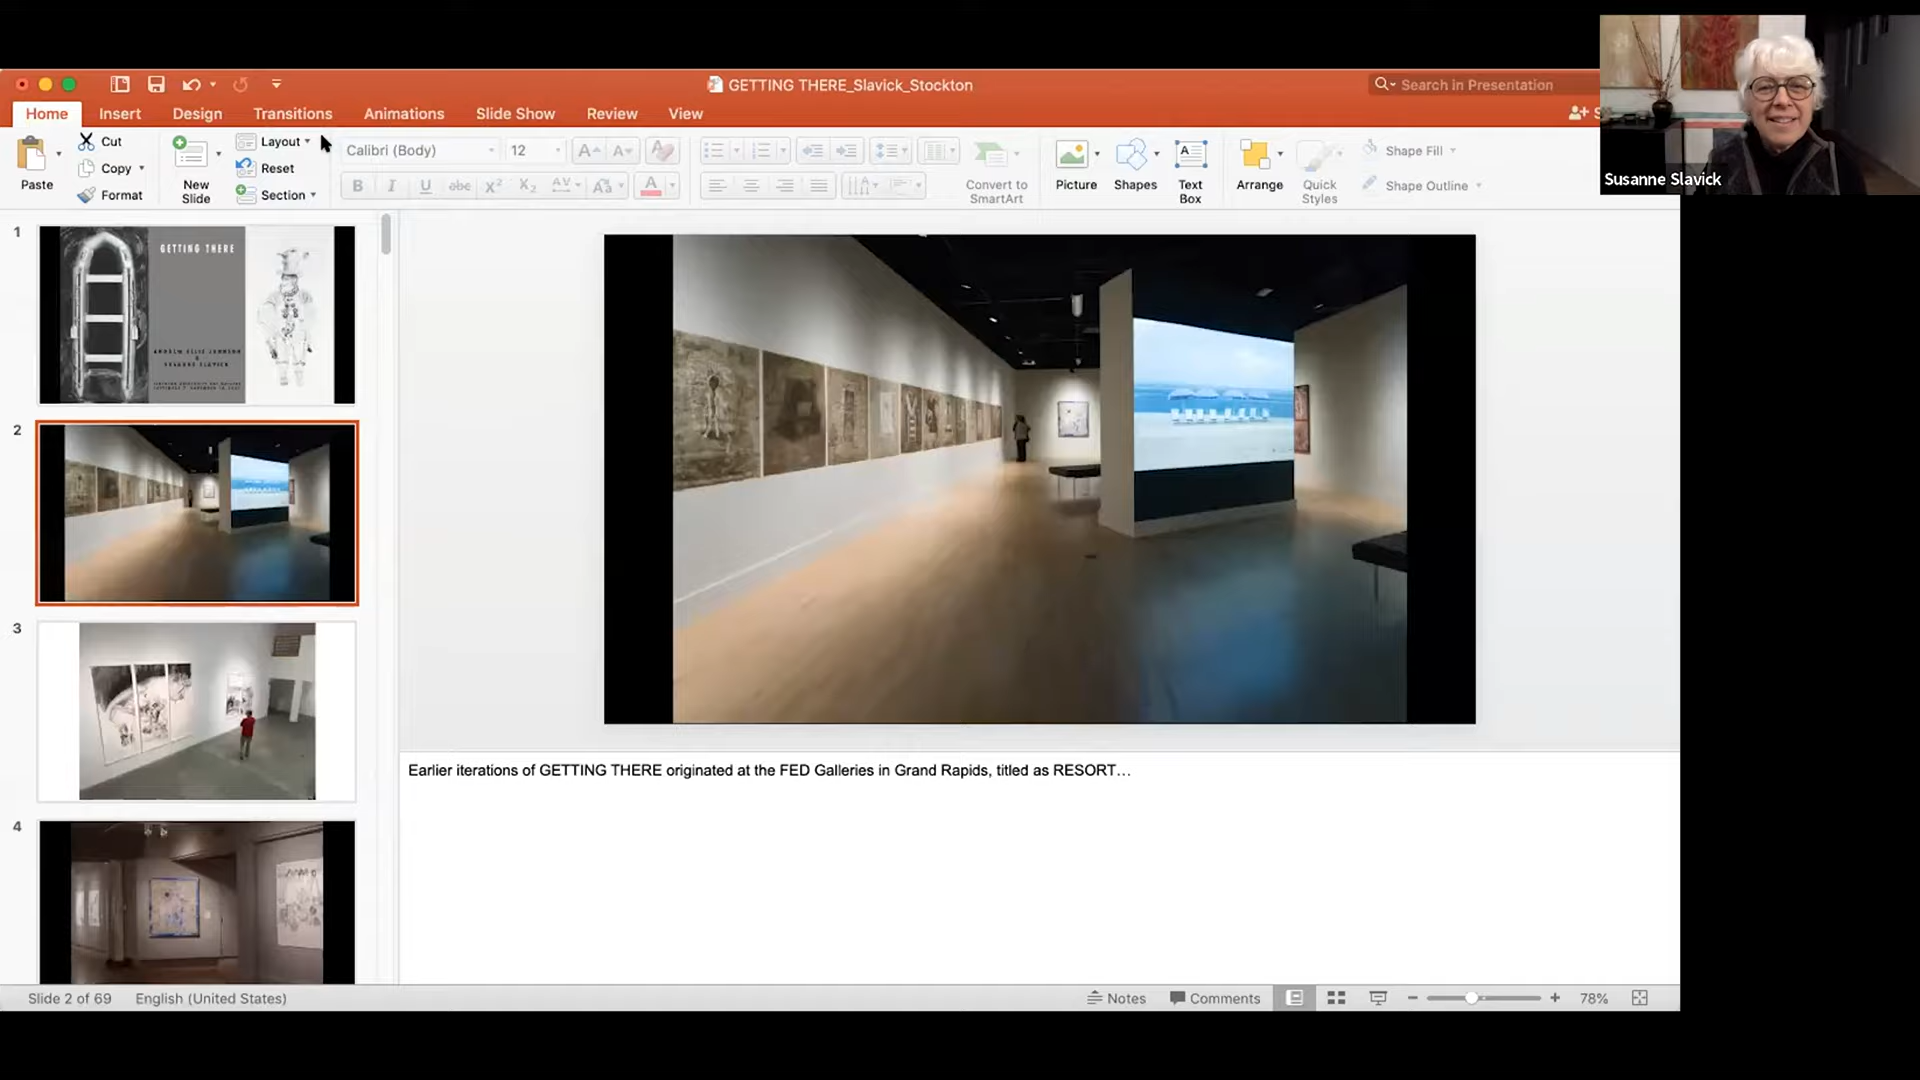 GETTING THERE_Slavick_Stockton
Search in Presentation
Home
Insert
Design
Transitions
Animations
Slide Show
Review
View
S
Paste
Cut
Copy
Format
New
Slide
Layout
Reset
Section
Calibri (Body)
12
Convert to
SmartArt
Picture
Shapes
Text
Box
Arrange
Quick
Styles
Shape Fill
Shape Outline
Susanne Slavick
1
GETTING THERE
2
3
4
Earlier iterations of GETTING THERE originated at the FED Galleries in Grand Rapids, titled as RESORT…
Slide 2 of 69
English (United States)
Notes
Comments
78%